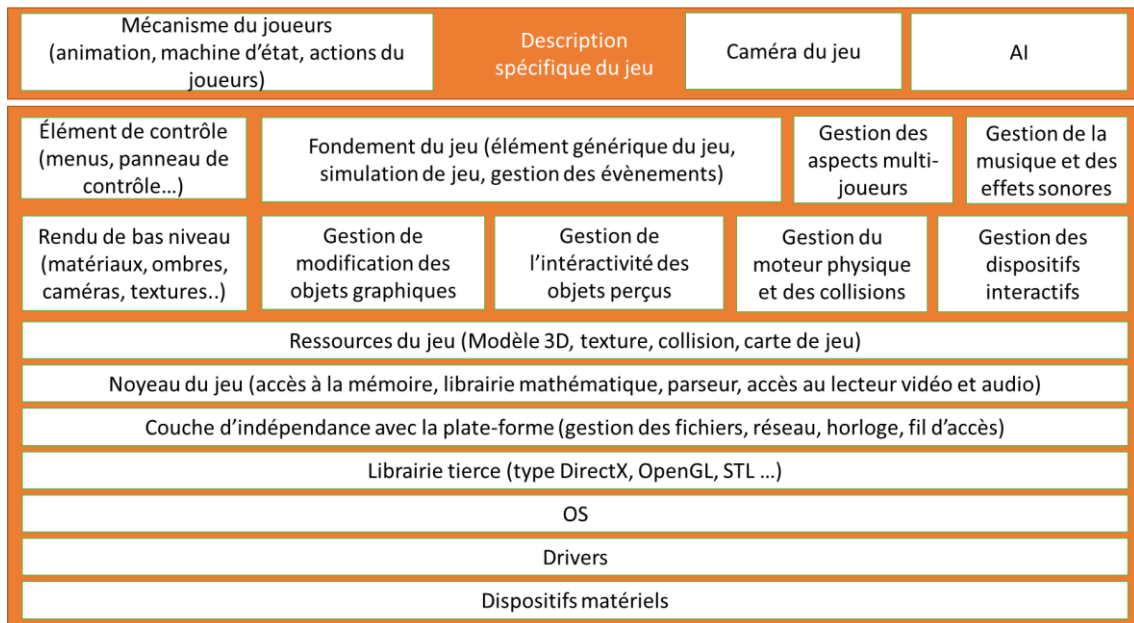 Mécanisme du joueurs
(animation, machine d'état, actions du
joueurs)
Description
spécifique du jeu
Caméra du jeu
AI
Élément de contrôle
(menus, panneau de
contrôle…)
Fondement du jeu (élément générique du jeu,
simulation de jeu, gestion des évènements)
Gestion des
aspects multi-
joueurs
Gestion de la
musique et des
effets sonores
Rendu de bas niveau
(matériaux, ombres,
caméras, textures..)
Gestion de
modification des
objets graphiques
Gestion de
l'intéractivité des
objets perçus
Gestion du
moteur physique
et des collisions
Gestion des
dispositifs
interactifs
Ressources du jeu (Modèle 3D, texture, collision, carte de jeu)
Noyeau du jeu (accès à la mémoire, librairie mathématique, parseur, accès au lecteur vidéo et audio)
Couche d'indépendance avec la plate-forme (gestion des fichiers, réseau, horloge, fil d'accès)
Librairie tierce (type DirectX, OpenGL, STL …)
OS
Drivers
Dispositifs matériels